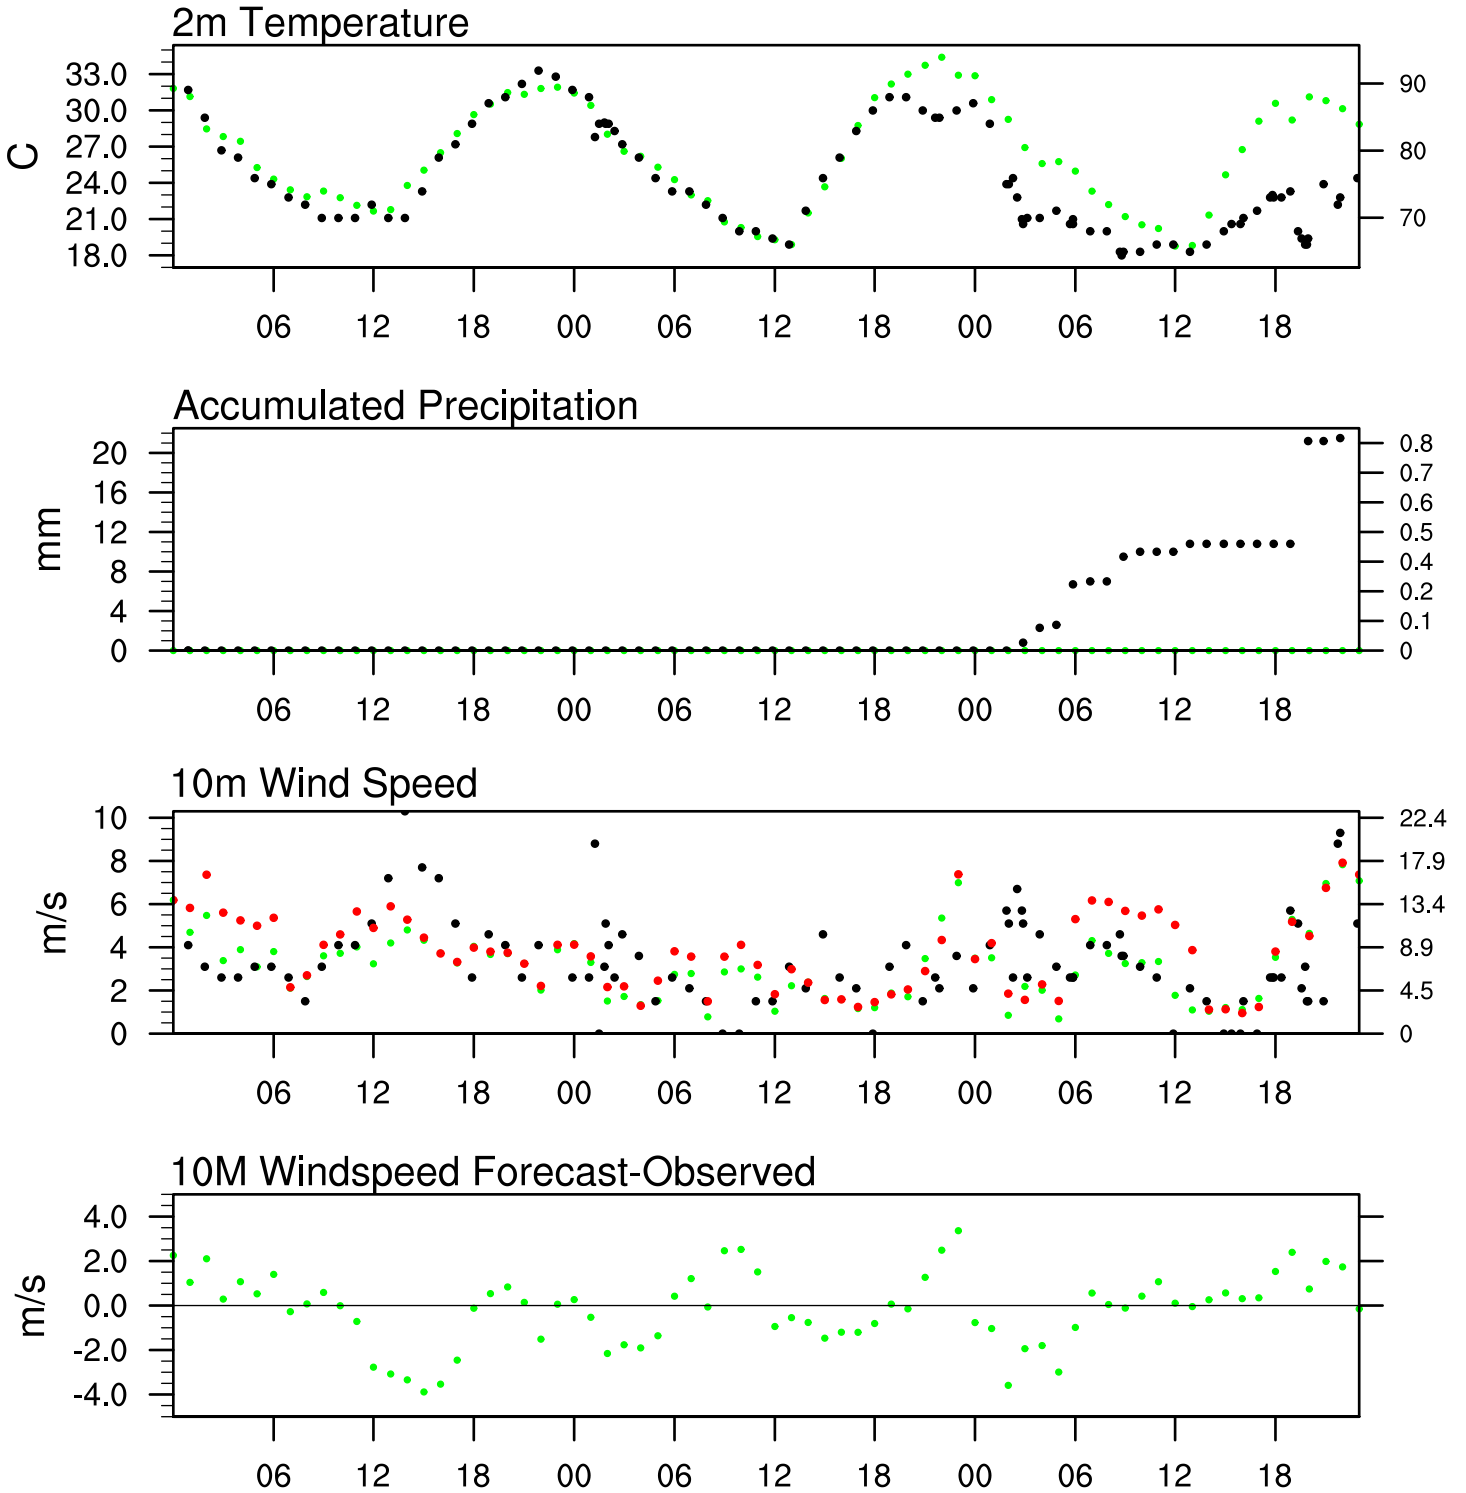 2m Temperature
33.0 90
30.0
27.0 80
24.0
21.0 70
18.0
C
06 12 18 00 06 12 18 00 06 12 18
Accumulated Precipitation
20 0.8
0.7
16 0.6
12 0.5
8 0.4
0.2
4 0.1
0 0
mm
06 12 18 00 06 12 18 00 06 12 18
10m Wind Speed
10 22.4
8 17.9
6 13.4
4 8.9
2 4.5
0 0
m/s
06 12 18 00 06 12 18 00 06 12 18
10M Windspeed Forecast-Observed
4.0
2.0
0.0
-2.0
-4.0
m/s
06 12 18 00 06 12 18 00 06 12 18